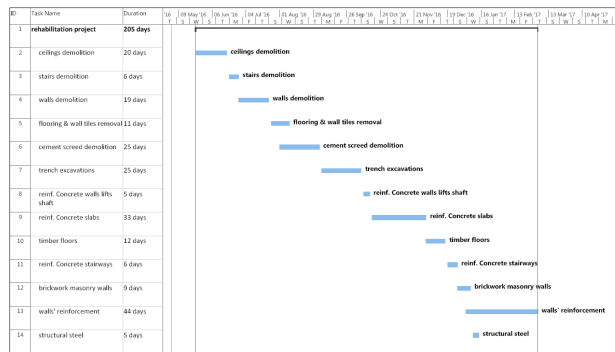 ID Task Name Duration '16 09 May '16 06 Jun '16 04 Jul '16 01 Aug '16 29 Aug '16 26 Sep '16 24 Oct '16 21 Nov '16 19 Dec '16 16 Jan '17 13 Feb '17 13 Mar '17 10 Apr '17
T S W S T M F T S W S T M F T S W S T M F T S W S T M
1 rehabilitation project 205 days
2 ceilings demolition 20 days ceilings demolition
3 stairs demolition 6 days stairs demolition
4 walls demolition 19 days walls demolition
5 flooring & wall tiles removal 11 days flooring & wall tiles removal
6 cement screed demolition 25 days cement screed demolition
7 trench excavations 25 days trench excavations
8 reinf. Concrete walls lifts 5 days reinf. Concrete walls lifts shaft
shaft
9 reinf. Concrete slabs 33 days reinf. Concrete slabs
10 timber floors 12 days timber floors
11 reinf. Concrete stairways 6 days reinf. Concrete stairways
12 brickwork masonry walls 9 days brickwork masonry walls
13 walls' reinforcement 44 days walls' reinforcement
14 structural steel 5 days structural steel